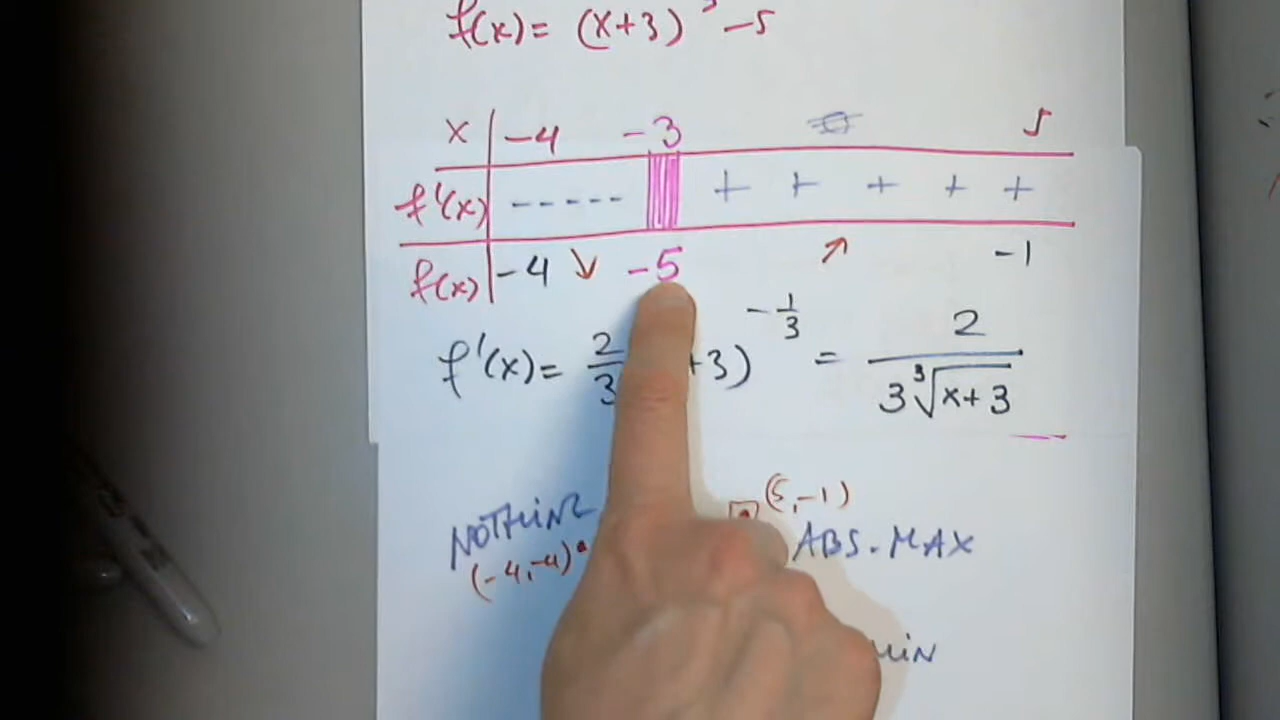 f(x) = (x+3) -5
x | -4 -3 5
f'(x) | ----- + + + + +
f(x) | -4 ↘ -5 ↗ -1
f'(x) = 2/3 +3)^(-1/3) = 2/(3∛(x+3))
(5,-1)
NOTHING ABS. MAX
(-4,-4)